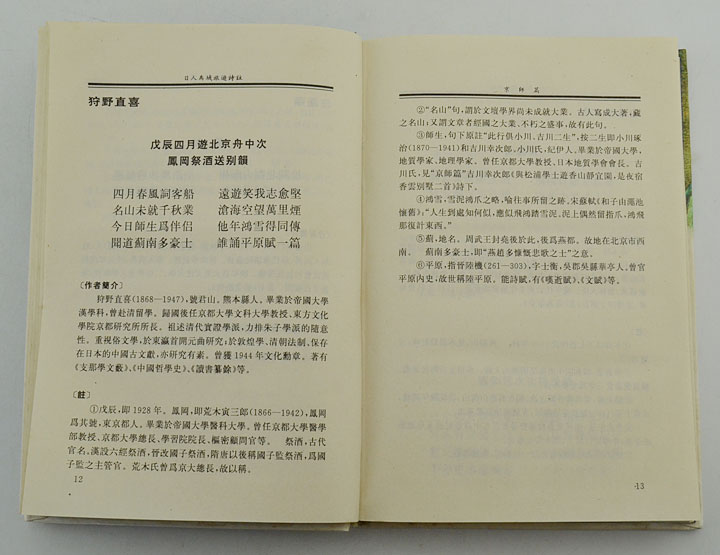 日人禹域旅遊詩註
狩野直喜
戊辰四月遊北京舟中次
鳳岡祭酒送别韻
四月春風詞客船　遠遊笑我志愈堅
名山未就千秋業　滄海空望萬里煙
今日師生爲伴侶　他年鴻雪得同傳
聞道薊南多豪士　誰誦平原賦一篇
〔作者簡介〕
狩野直喜(1868—1947),號君山。熊本縣人。畢業於帝國大學
漢學科,曾赴清留學。歸國後任京都大學文科大學教授、東方文化
學院京都研究所所長。祖述清代實證學派,力排朱子學派的隨意
性。重視俗文學,於東瀛首開元曲研究;於敦煌學、清朝法制、保存
在日本的中國古文獻,亦研究有素。曾獲1944年文化勳章。著有
《支那學文藪》、《中國哲學史》、《讀書纂餘》等。
〔註〕
①戊辰,即1928年。鳳岡,即荒木寅三郎(1866—1942),鳳岡
爲其號,東京都人。畢業於帝國大學醫科大學。曾任京都大學醫學
部教授、京都大學總長、學習院院長、樞密顧問官等。　祭酒,古代
官名。漢設六經祭酒,晉改國子祭酒,隋唐以後稱國子監祭酒,爲國
子監之主管官。荒木氏曾爲京大總長,故以稱。
12
京師篇
②“名山”句,謂於文壇學界尚未成就大業。古人寫成大著,藏
之名山;又謂文章者經國之大業、不朽之盛事,故有此句。
③師生,句下原註“此行俱小川、吉川二生”,按二生即小川琢
治(1870—1941)和吉川幸次郎。小川氏,紀伊人。畢業於帝國大學,
地質學家、地理學家。曾任京都大學教授、日本地質學會會長。吉
川氏,見“京師篇”吉川幸次郎《與松浦學士遊香山靜宜園,是夜宿
香雲别墅二首》詩下。
④鴻雪,雪泥鴻爪之略,喻往事所留之跡。宋蘇軾《和子由澠池
懷舊》:“人生到處何似,應似飛鴻踏雪泥。泥上偶然留指爪,鴻飛
那復計東西。”
⑤薊,地名。周武王封堯後於此,後爲燕都。故地在北京市西
南。　薊南多豪士,即“燕趙多慷慨悲歌之士”之意。
⑥平原,指晉陸機(261—303),字士衡,吳郡吳縣華亭人。曾官
平原内史,故世稱陸平原。能詩賦,有《嘆逝賦》、《文賦》等。
13